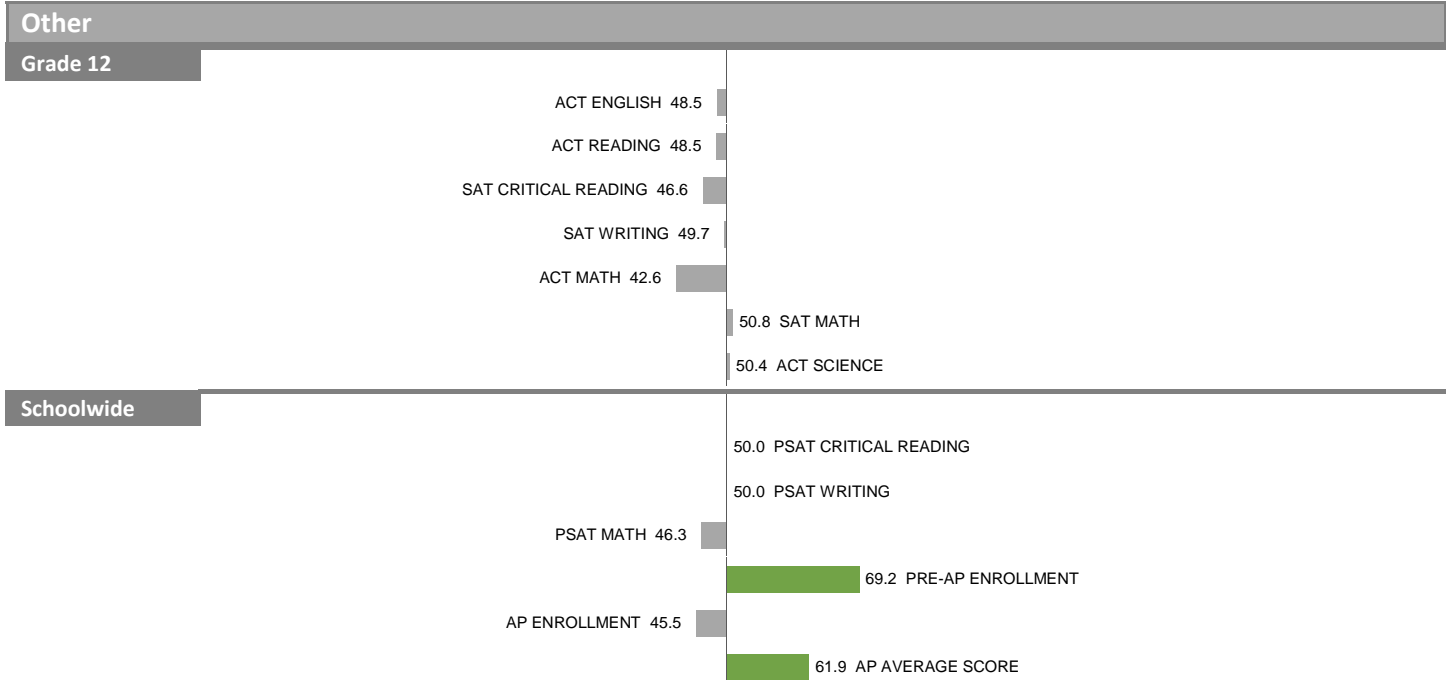 Other
Grade 12
ACT ENGLISH 48.5
ACT READING 48.5
SAT CRITICAL READING 46.6
SAT WRITING 49.7
ACT MATH 42.6
50.8 SAT MATH
50.4 ACT SCIENCE
Schoolwide
50.0 PSAT CRITICAL READING
50.0 PSAT WRITING
PSAT MATH 46.3
69.2 PRE-AP ENROLLMENT
AP ENROLLMENT 45.5
61.9 AP AVERAGE SCORE